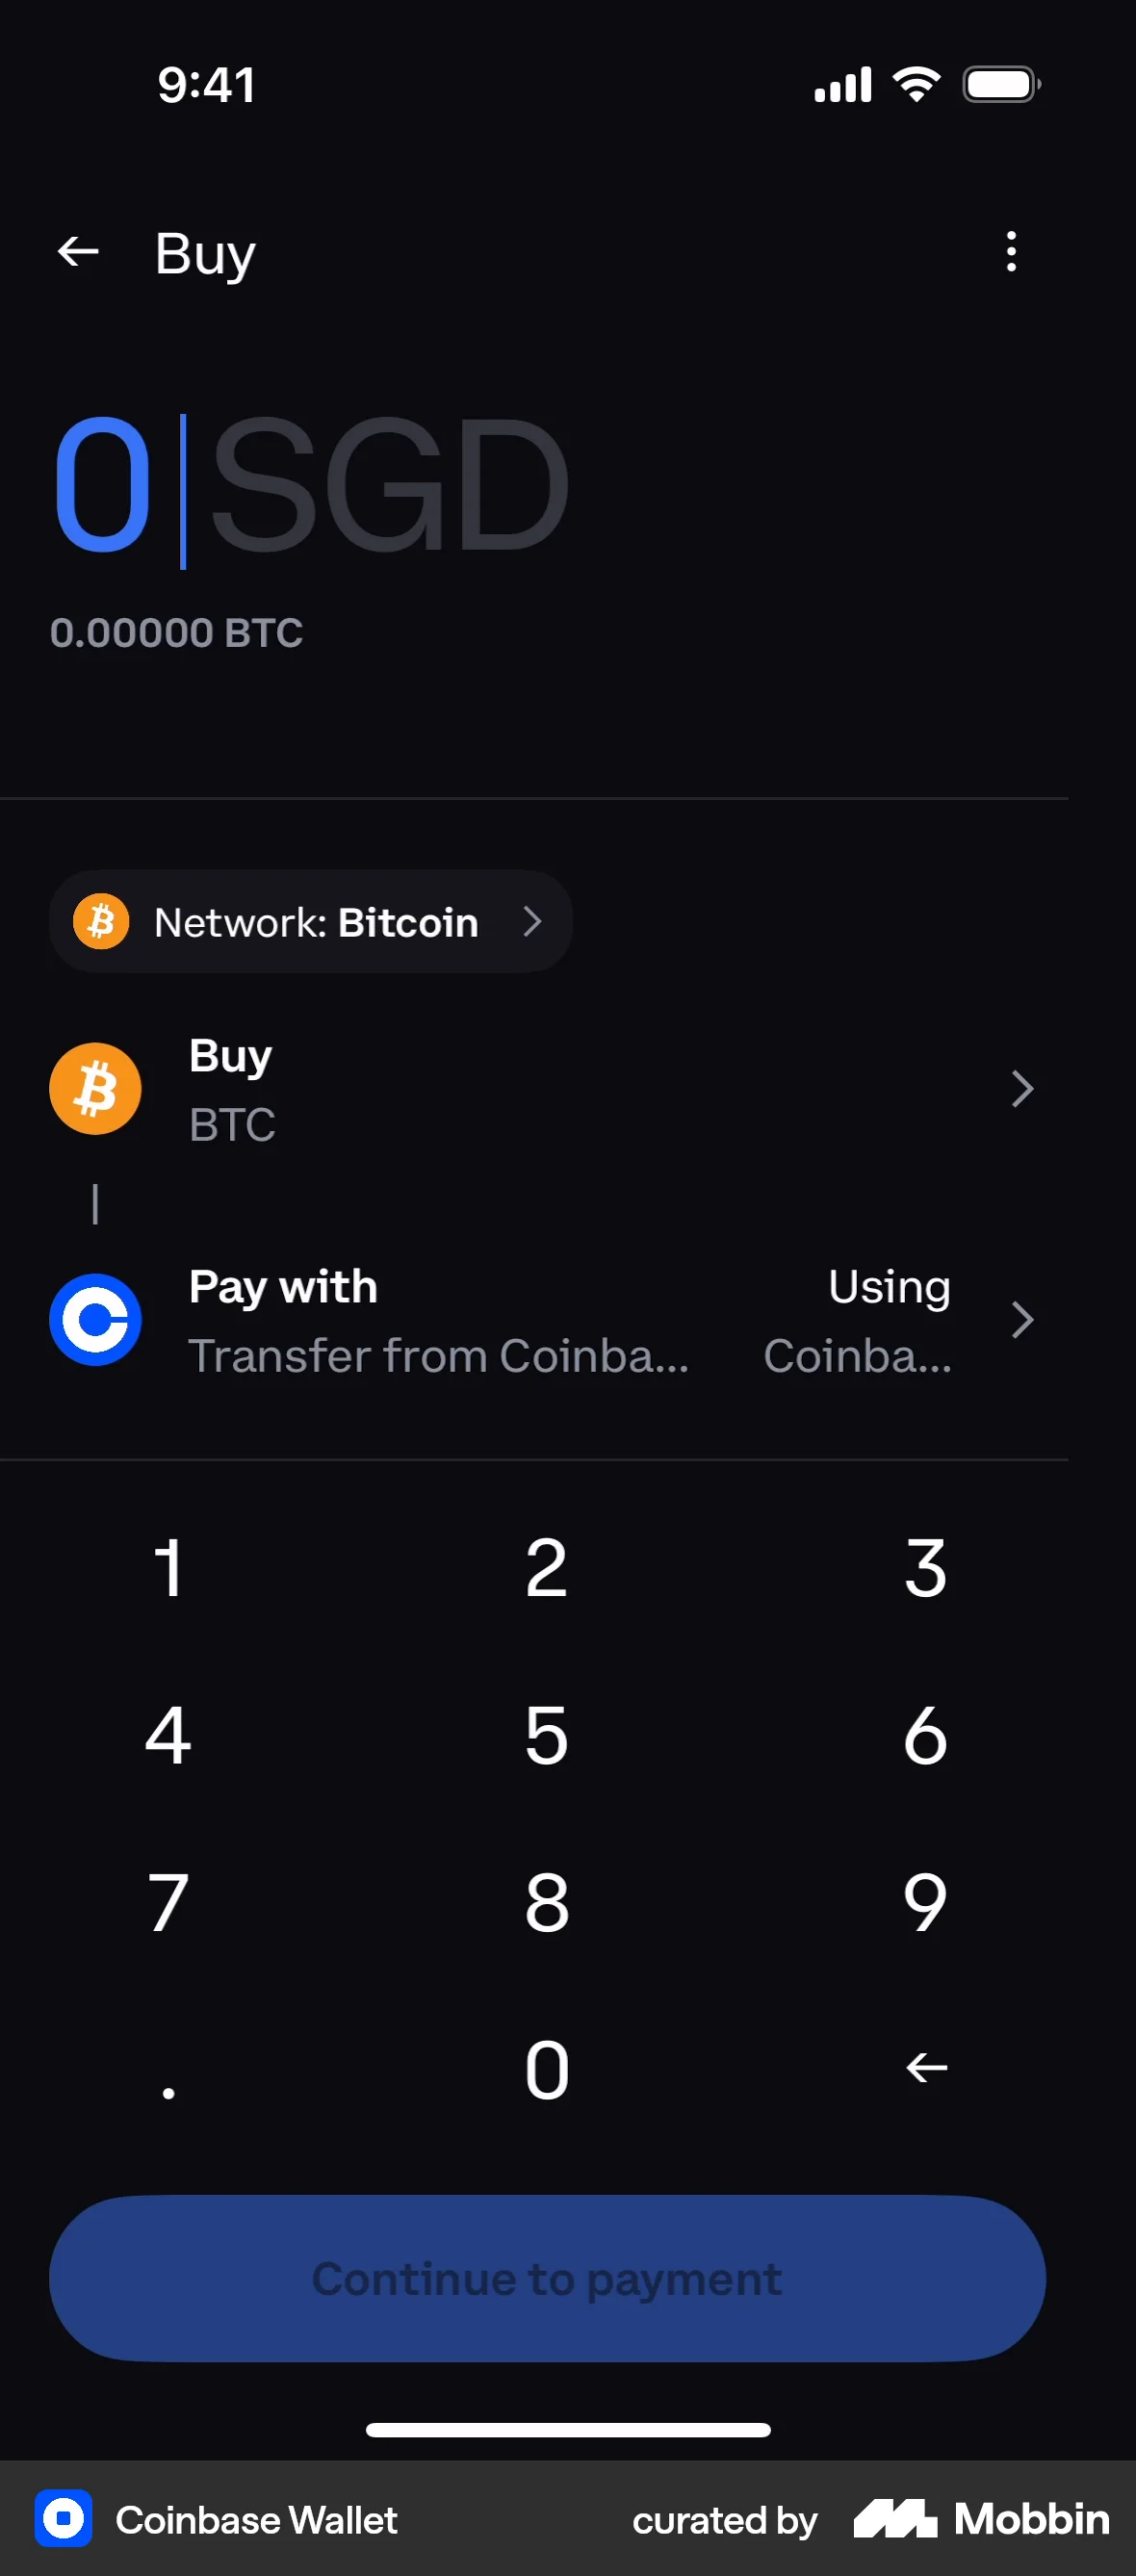 9:41
Buy
0 SGD
0.00000 BTC
Network: Bitcoin
Buy
BTC
Pay with Using
Transfer from Coinba... Coinba...
1 2 3
4 5 6
7 8 9
. 0
Continue to payment
Coinbase Wallet curated by Mobbin